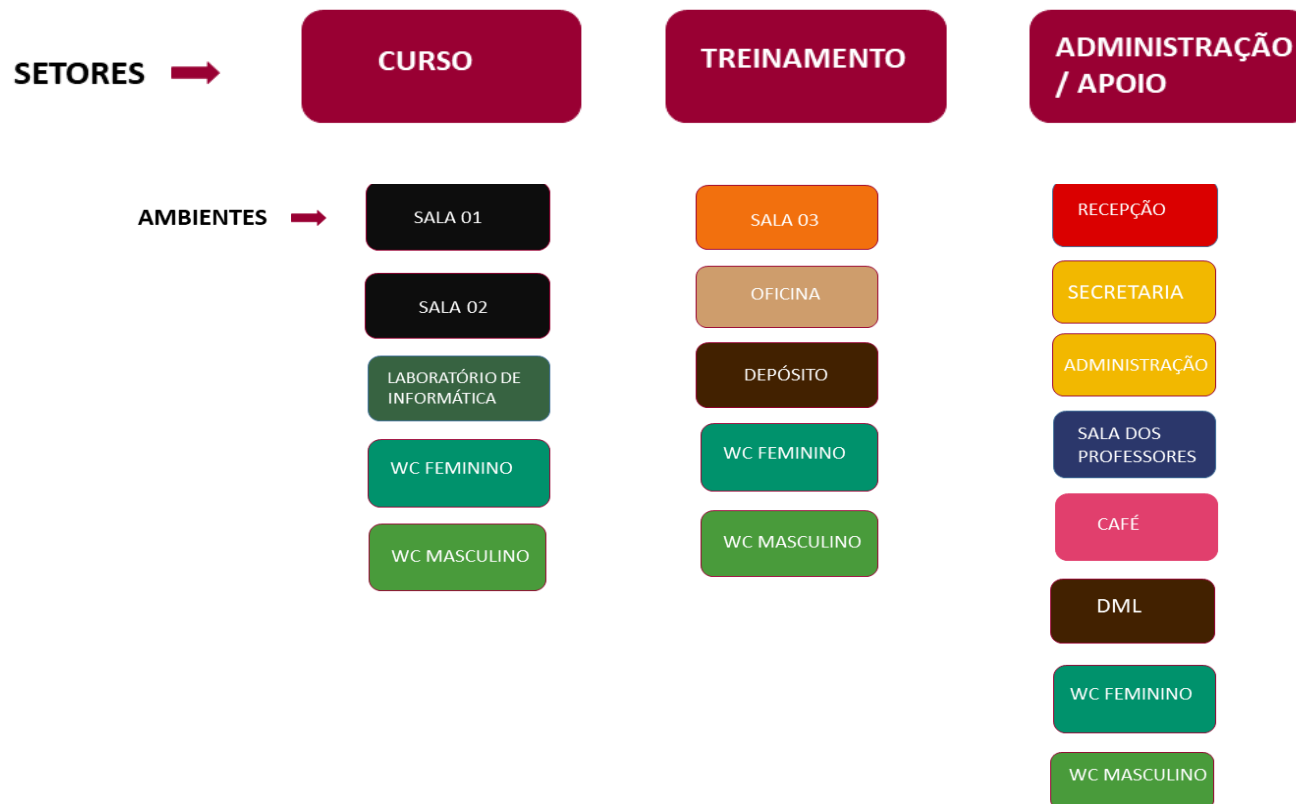 SETORES
CURSO
TREINAMENTO
ADMINISTRAÇÃO
/ APOIO
AMBIENTES
SALA 01
SALA 02
LABORATÓRIO DE
INFORMÁTICA
WC FEMININO
WC MASCULINO
SALA 03
OFICINA
DEPÓSITO
WC FEMININO
WC MASCULINO
RECEPÇÃO
SECRETARIA
ADMINISTRAÇÃO
SALA DOS
PROFESSORES
CAFÉ
DML
WC FEMININO
WC MASCULINO